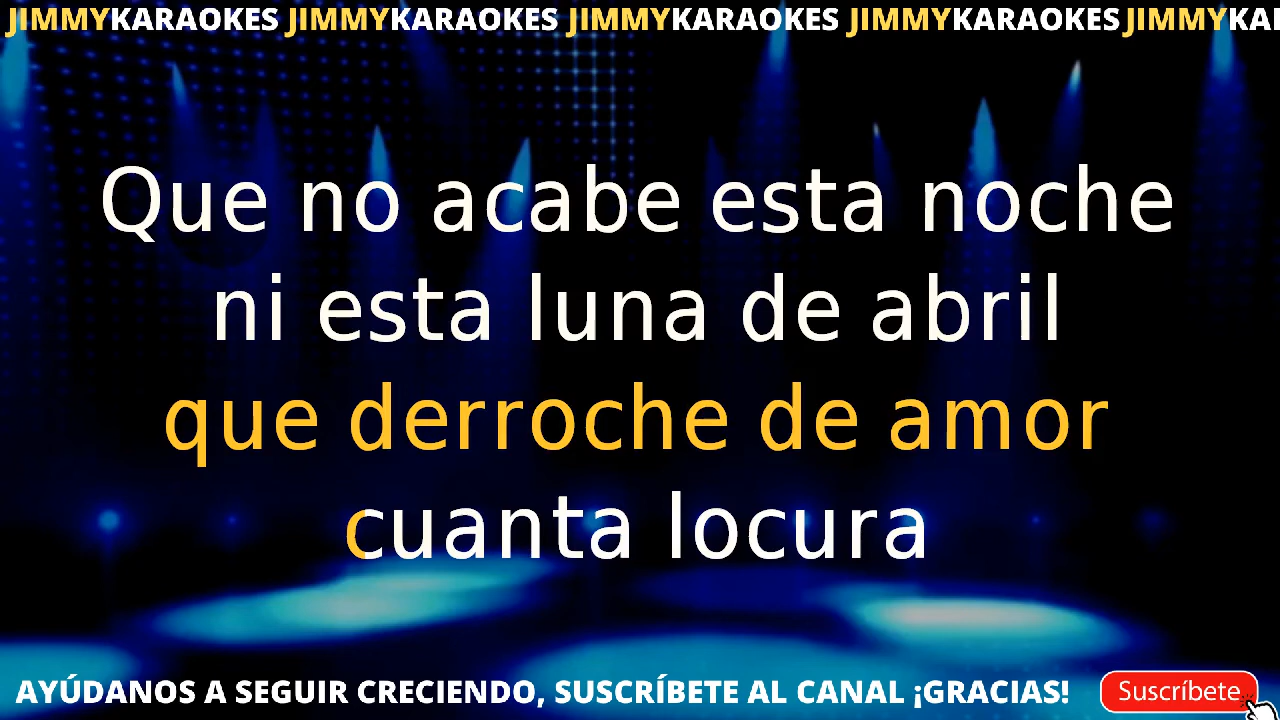 JIMMYKARAOKES JIMMYKARAOKES JIMMYKARAOKES JIMMYKARAOKES JIMMYKA
Que no acabe esta noche
ni esta luna de abril
que derroche de amor
cuanta locura
AYÚDANOS A SEGUIR CRECIENDO, SUSCRÍBETE AL CANAL ¡GRACIAS! Suscríbete